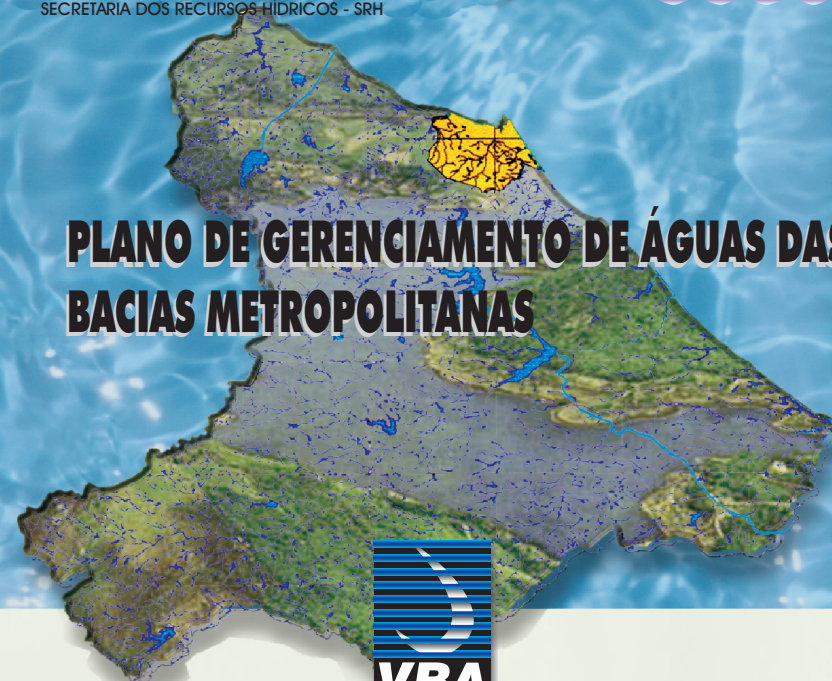 SECRETARIA DOS RECURSOS HÍDRICOS - SRH
PLANO DE GERENCIAMENTO DE ÁGUAS DAS
BACIAS METROPOLITANAS
VBA